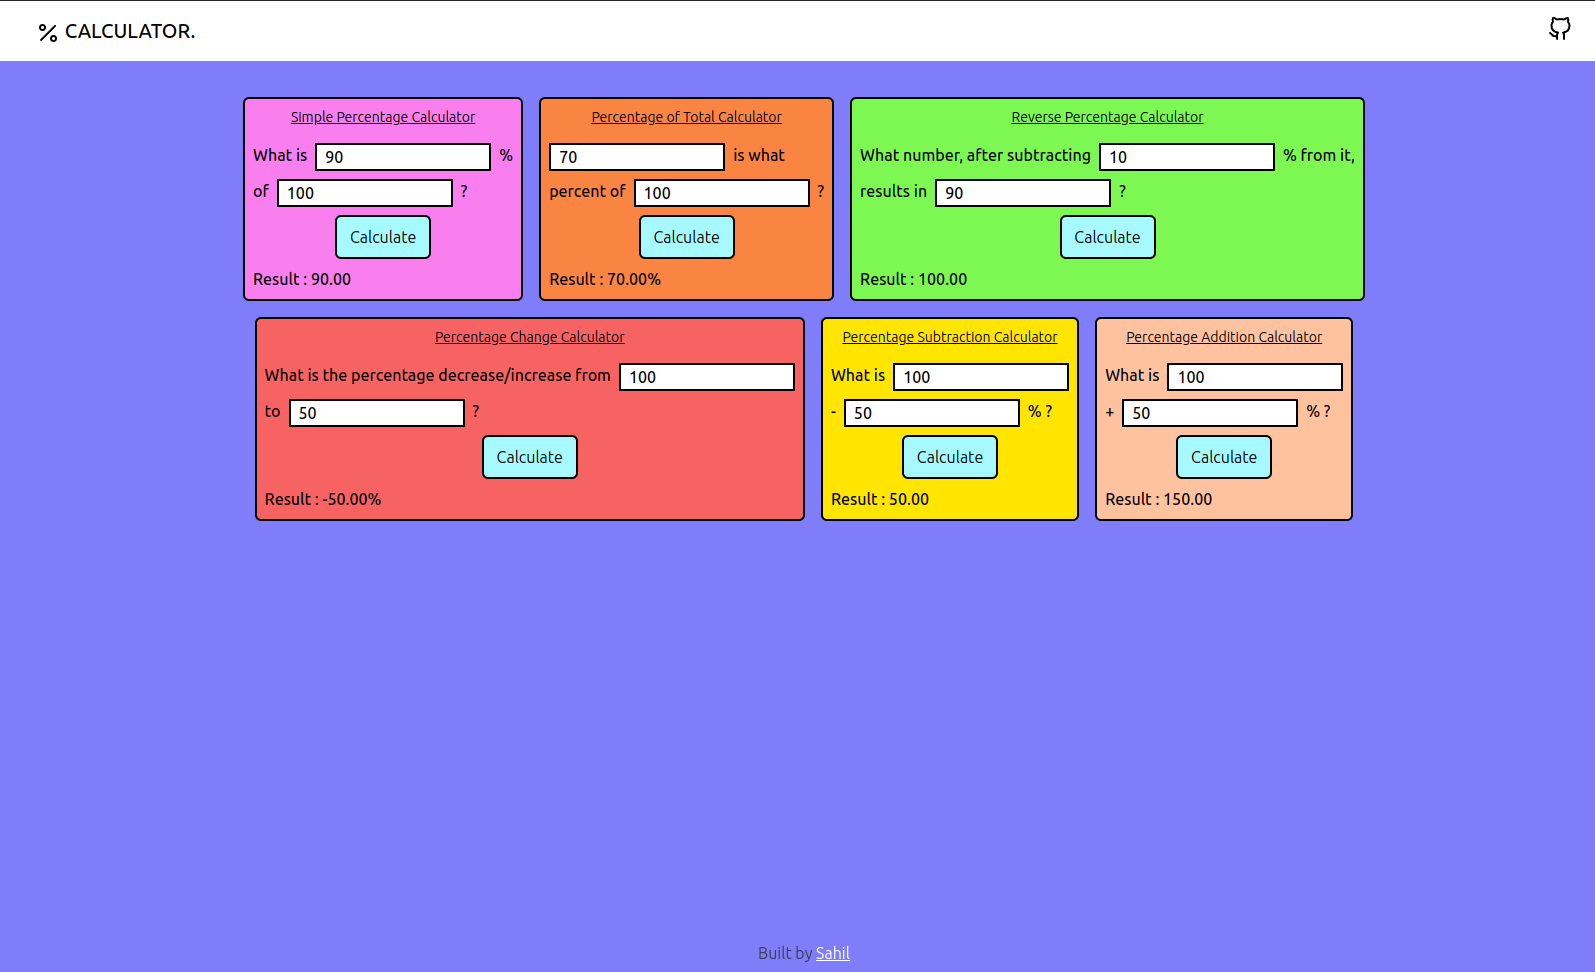 % CALCULATOR.
Simple Percentage Calculator
What is 90 %
of 100 ?
Calculate
Result : 90.00
Percentage of Total Calculator
70 is what
percent of 100 ?
Calculate
Result : 70.00%
Reverse Percentage Calculator
What number, after subtracting 10 % from it,
results in 90 ?
Calculate
Result : 100.00
Percentage Change Calculator
What is the percentage decrease/increase from 100
to 50 ?
Calculate
Result : -50.00%
Percentage Subtraction Calculator
What is 100
- 50 % ?
Calculate
Result : 50.00
Percentage Addition Calculator
What is 100
+ 50 % ?
Calculate
Result : 150.00
Built by Sahil